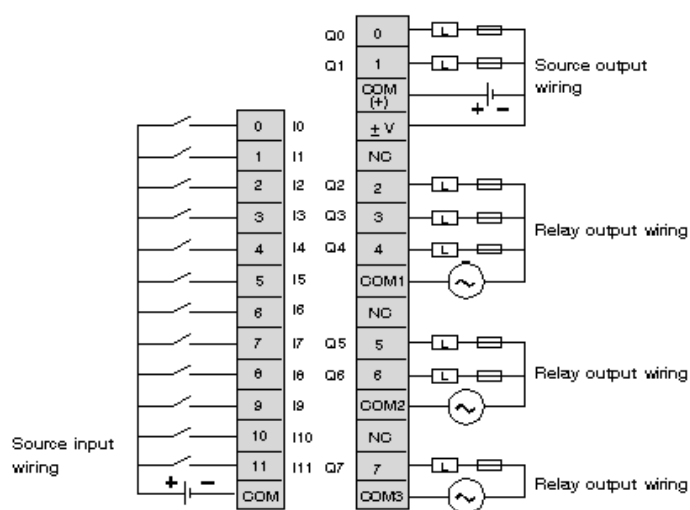 Q0 0 L
Q1 1 L
COM (+) + −
± V
Source output wiring
0 I0
1 I1 NC
2 I2 Q2 2 L
3 I3 Q3 3 L
4 I4 Q4 4 L
5 I5 COM1 ~
Relay output wiring
6 I6 NC
7 I7 Q5 5 L
8 I8 Q6 6 L
9 I9 COM2 ~
Relay output wiring
10 I10 NC
11 I11 Q7 7 L
+ − COM COM3 ~
Source input wiring
Relay output wiring